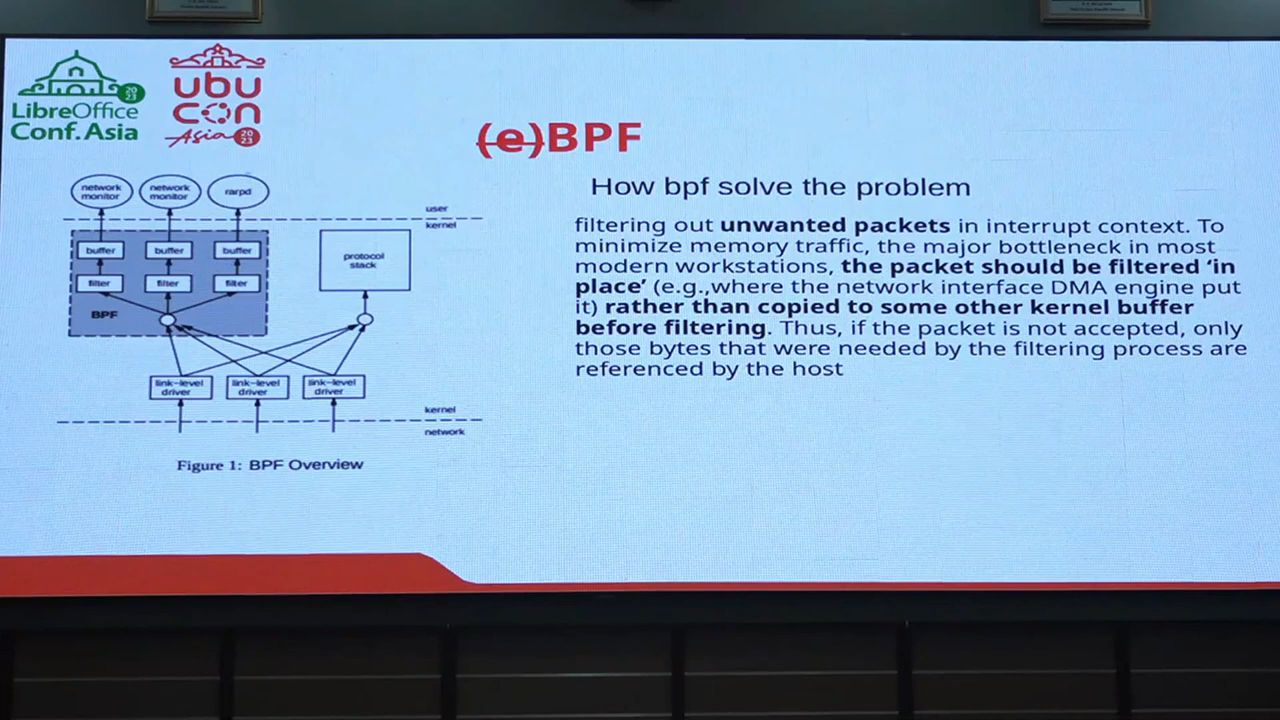 LibreOffice
Conf.Asia
2023
ubu
con
Asia
2023
(e)BPF
How bpf solve the problem
filtering out unwanted packets in interrupt context. To
minimize memory traffic, the major bottleneck in most
modern workstations, the packet should be filtered ‘in
place’ (e.g.,where the network interface DMA engine put
it) rather than copied to some other kernel buffer
before filtering. Thus, if the packet is not accepted, only
those bytes that were needed by the filtering process are
referenced by the host
network
monitor
network
monitor
rarpd
user
kernel
buffer
buffer
buffer
protocol
stack
filter
filter
filter
BPF
link-level
driver
link-level
driver
link-level
driver
kernel
network
Figure 1: BPF Overview